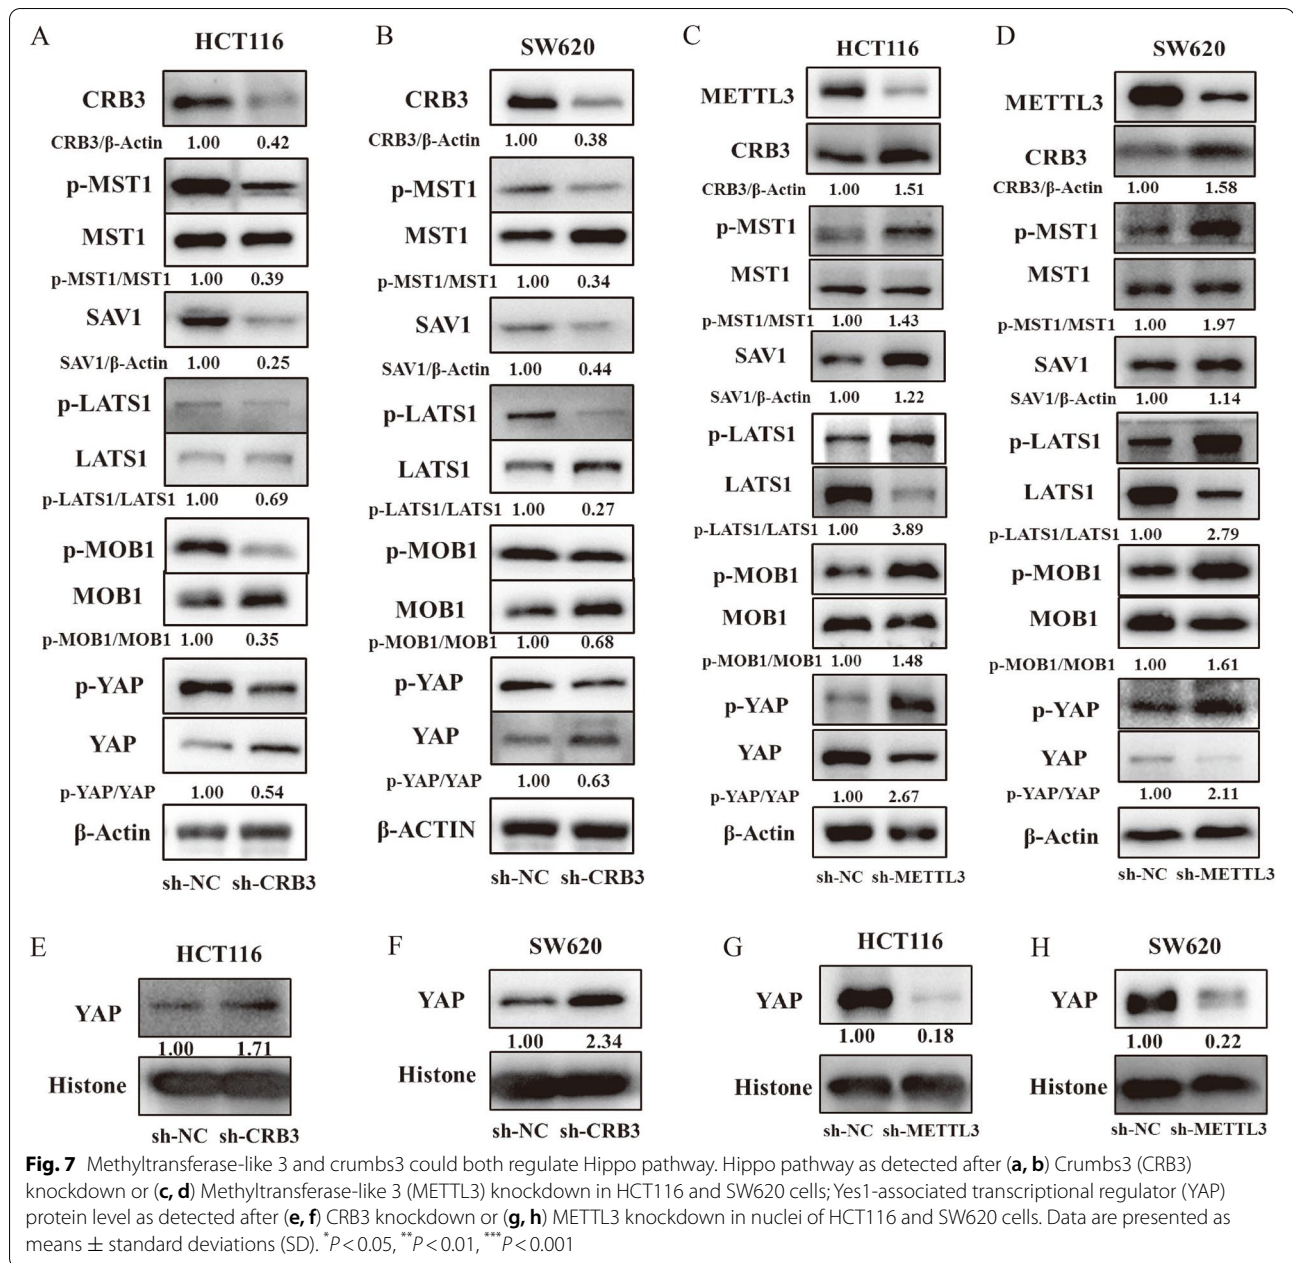 A
HCT116
CRB3
CRB3/β-Actin 1.00 0.42
p-MST1
MST1
p-MST1/MST1 1.00 0.39
SAV1
SAV1/β-Actin 1.00 0.25
p-LATS1
LATS1
p-LATS1/LATS1 1.00 0.69
p-MOB1
MOB1
p-MOB1/MOB1 1.00 0.35
p-YAP
YAP
p-YAP/YAP 1.00 0.54
β-Actin
sh-NC sh-CRB3
B
SW620
CRB3
CRB3/β-Actin 1.00 0.38
p-MST1
MST1
p-MST1/MST1 1.00 0.34
SAV1
SAV1/β-Actin 1.00 0.44
p-LATS1
LATS1
p-LATS1/LATS1 1.00 0.27
p-MOB1
MOB1
p-MOB1/MOB1 1.00 0.68
p-YAP
YAP
p-YAP/YAP 1.00 0.63
β-ACTIN
sh-NC sh-CRB3
C
HCT116
METTL3
CRB3
CRB3/β-Actin 1.00 1.51
p-MST1
MST1
p-MST1/MST1 1.00 1.43
SAV1
SAV1/β-Actin 1.00 1.22
p-LATS1
LATS1
p-LATS1/LATS1 1.00 3.89
p-MOB1
MOB1
p-MOB1/MOB1 1.00 1.48
p-YAP
YAP
p-YAP/YAP 1.00 2.67
β-Actin
sh-NC sh-METTL3
D
SW620
METTL3
CRB3
CRB3/β-Actin 1.00 1.58
p-MST1
MST1
p-MST1/MST1 1.00 1.97
SAV1
SAV1/β-Actin 1.00 1.14
p-LATS1
LATS1
p-LATS1/LATS1 1.00 2.79
p-MOB1
MOB1
p-MOB1/MOB1 1.00 1.61
p-YAP
YAP
p-YAP/YAP 1.00 2.11
β-Actin
sh-NC sh-METTL3
E
HCT116
YAP
1.00 1.71
Histone
sh-NC sh-CRB3
F
SW620
YAP
1.00 2.34
Histone
sh-NC sh-CRB3
G
HCT116
YAP
1.00 0.18
Histone
sh-NC sh-METTL3
H
SW620
YAP
1.00 0.22
Histone
sh-NC sh-METTL3
Fig. 7 Methyltransferase-like 3 and crumbs3 could both regulate Hippo pathway. Hippo pathway as detected after (a, b) Crumbs3 (CRB3)
knockdown or (c, d) Methyltransferase-like 3 (METTL3) knockdown in HCT116 and SW620 cells; Yes1-associated transcriptional regulator (YAP)
protein level as detected after (e, f) CRB3 knockdown or (g, h) METTL3 knockdown in nuclei of HCT116 and SW620 cells. Data are presented as
means ± standard deviations (SD). *P < 0.05, **P < 0.01, ***P < 0.001